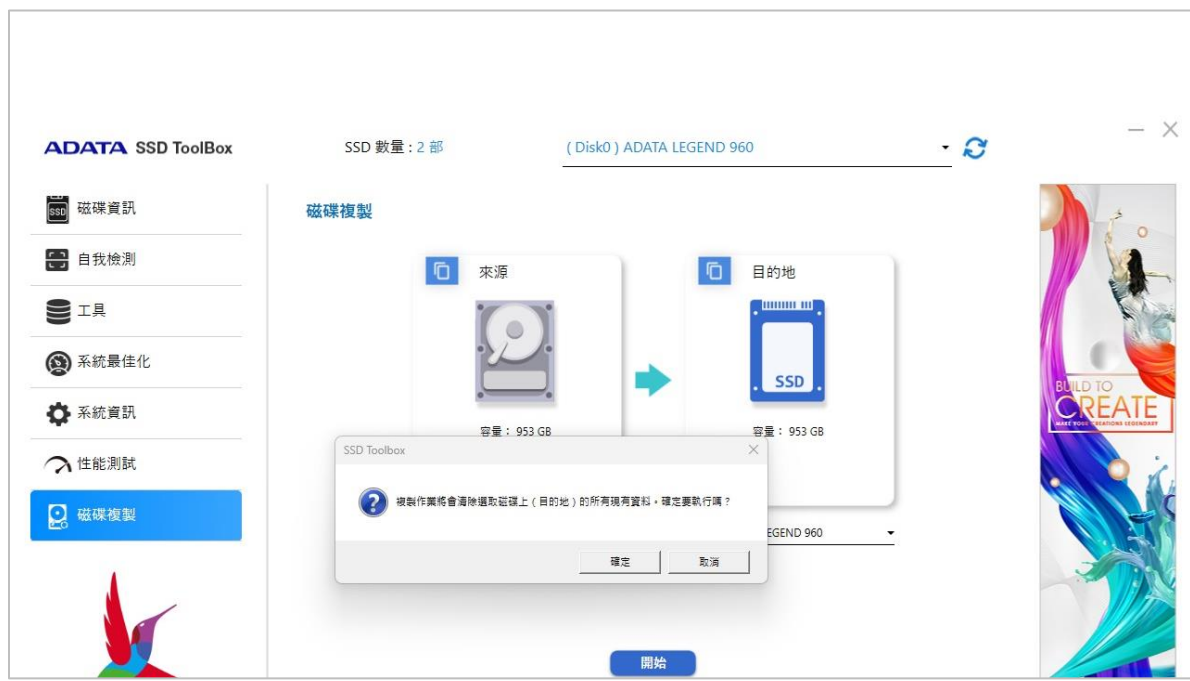 ADATA SSD ToolBox
SSD 數量 : 2 部
( Disk0 ) ADATA LEGEND 960
SSD 磁碟資訊
自我檢測
工具
系統最佳化
系統資訊
性能測試
磁碟複製
磁碟複製
來源
容量： 953 GB
目的地
SSD
容量： 953 GB
EGEND 960
SSD Toolbox
複製作業將會清除選取磁碟上（目的地）的所有現有資料，確定要執行嗎？
確定
取消
開始
BUILD TO
CREATE
MAKE YOUR CREATIONS LEGENDARY